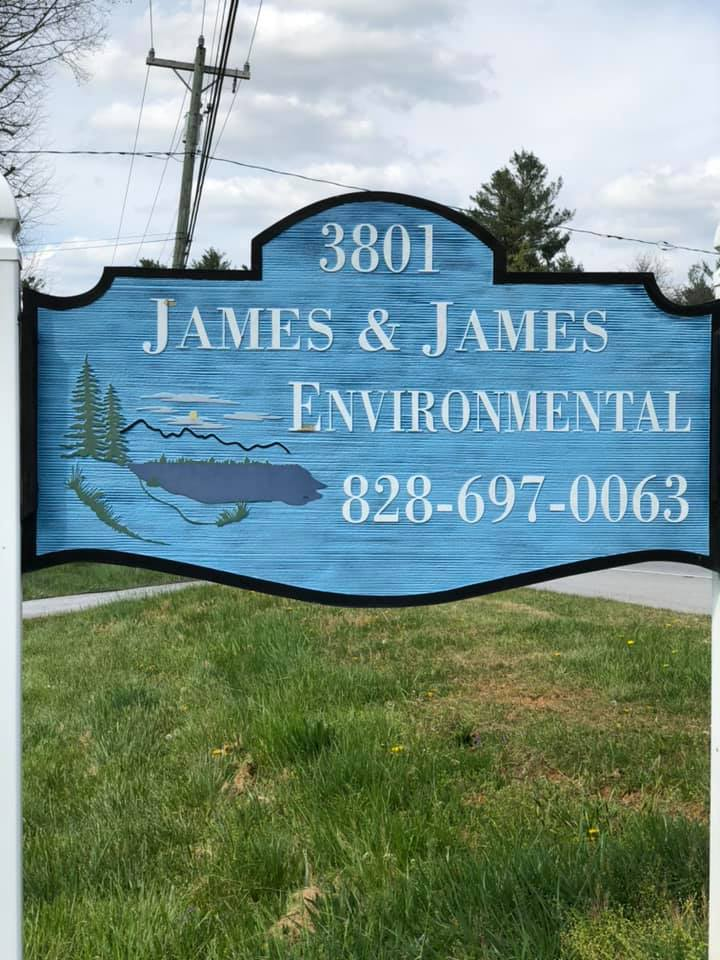 3801
JAMES & JAMES
ENVIRONMENTAL
828-697-0063